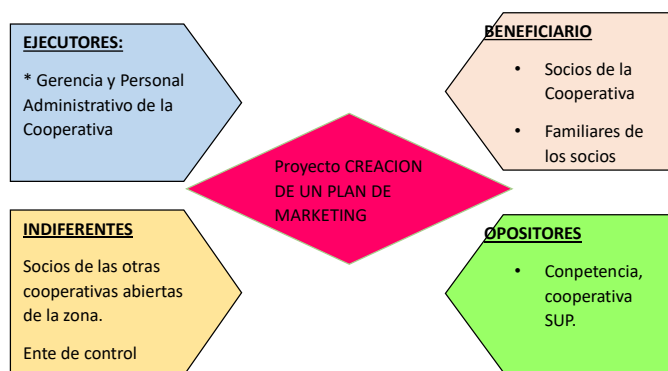 EJECUTORES:
* Gerencia y Personal
Administrativo de la
Cooperativa
BENEFICIARIO
• Socios de la
Cooperativa
• Familiares de
los socios
Proyecto CREACION
DE UN PLAN DE
MARKETING
INDIFERENTES
Socios de las otras
cooperativas abiertas
de la zona.
Ente de control
OPOSITORES
• Conpetencia,
cooperativa
SUP.